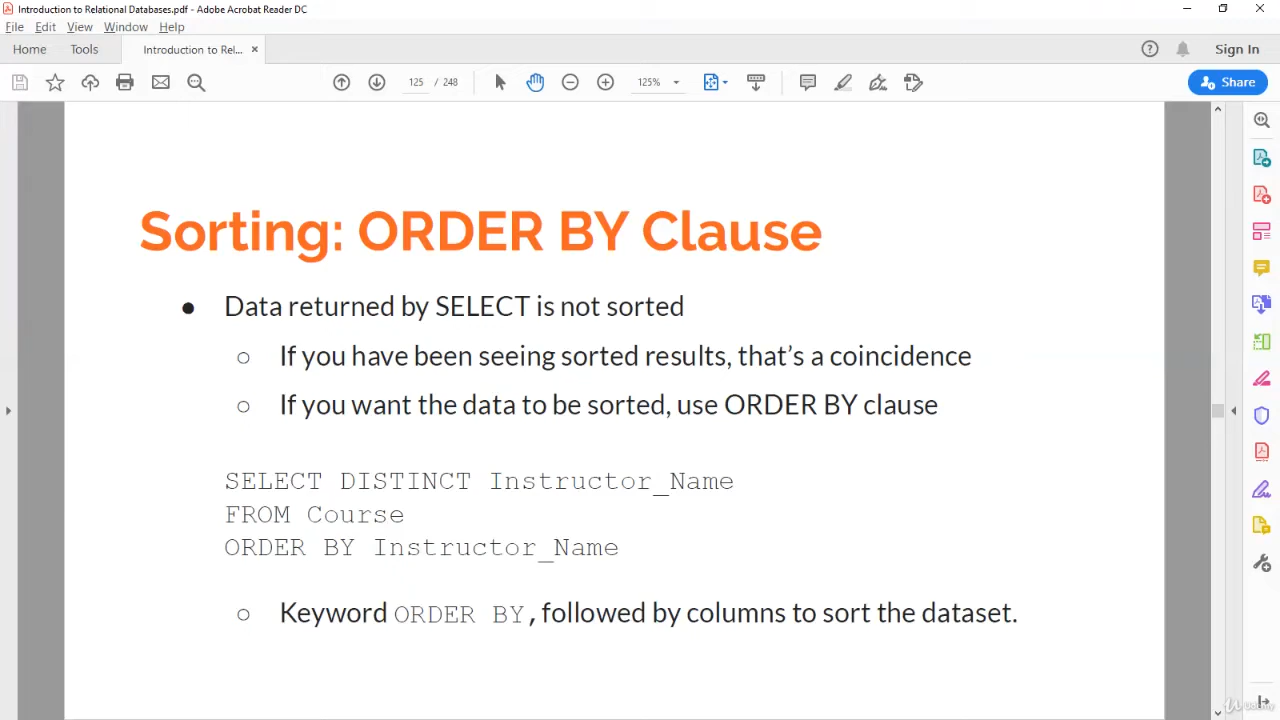 Introduction to Relational Databases.pdf - Adobe Acrobat Reader DC
File Edit View Window Help
Home Tools Introduction to Rel... × Sign In
125 / 248 125% Share
Sorting: ORDER BY Clause
● Data returned by SELECT is not sorted
○ If you have been seeing sorted results, that's a coincidence
○ If you want the data to be sorted, use ORDER BY clause
SELECT DISTINCT Instructor_Name
FROM Course
ORDER BY Instructor_Name
○ Keyword ORDER BY, followed by columns to sort the dataset.